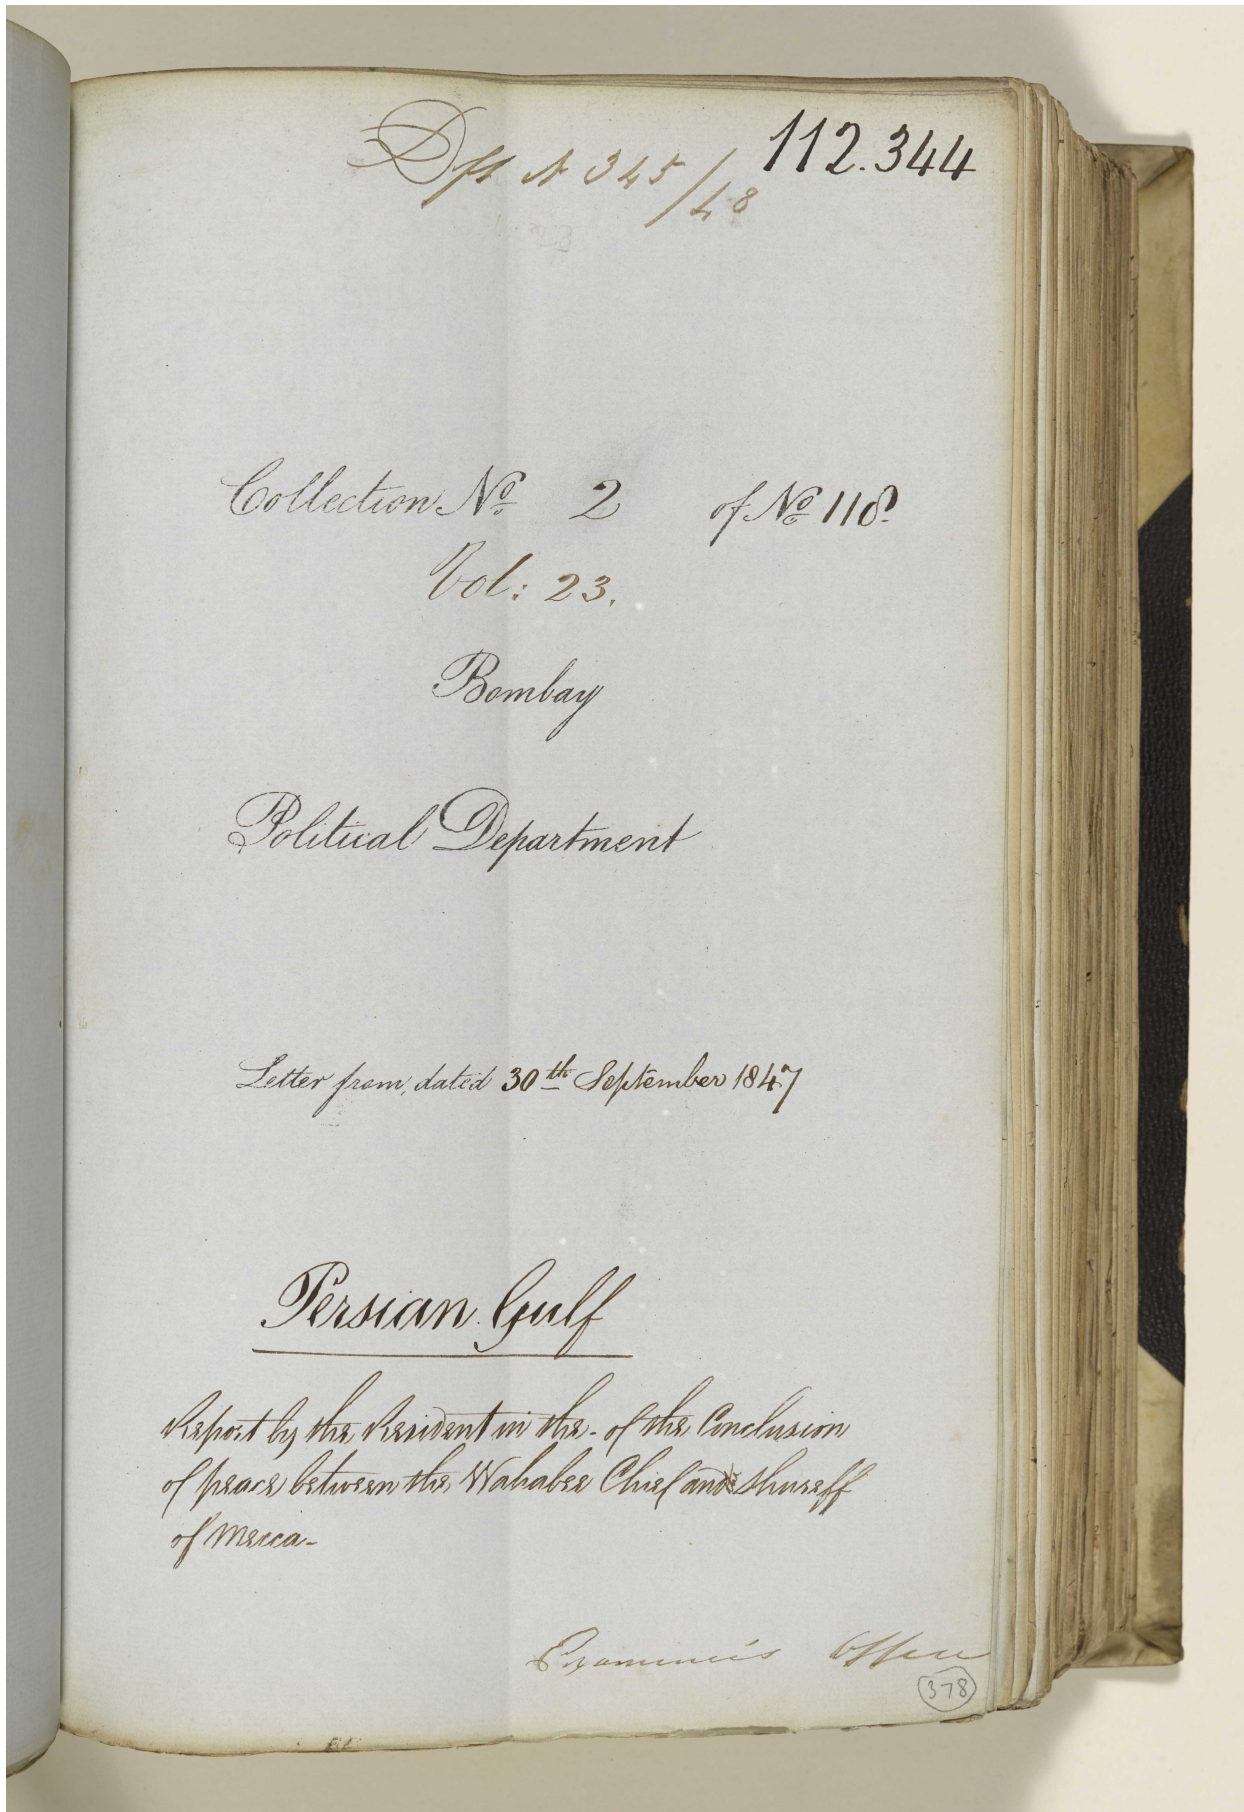 Dft No 345/48
112.344
Collection No 2 of No 118.
Vol: 23.
Bombay
Political Department
Letter from, dated 30th September 1847
Persian Gulf
Report by the Resident in the - of the Conclusion
of peace between the Wahabee Chief and Shureeff
of Mecca -
Examiner's Office
378